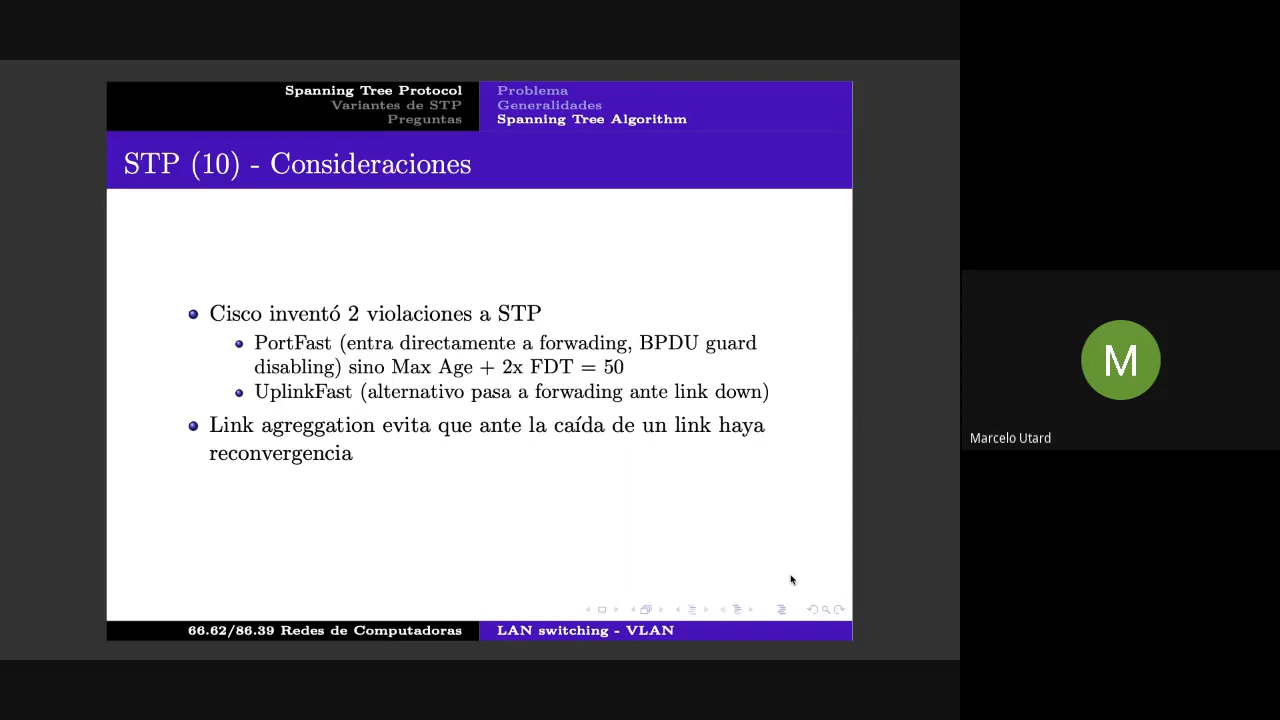 Spanning Tree Protocol
Variantes de STP
Preguntas
Problema
Generalidades
Spanning Tree Algorithm
STP (10) - Consideraciones
Cisco inventó 2 violaciones a STP
PortFast (entra directamente a forwading, BPDU guard
disabling) sino Max Age + 2x FDT = 50
UplinkFast (alternativo pasa a forwading ante link down)
Link agreggation evita que ante la caída de un link haya
reconvergencia
66.62/86.39 Redes de Computadoras
LAN switching - VLAN
M
Marcelo Utard